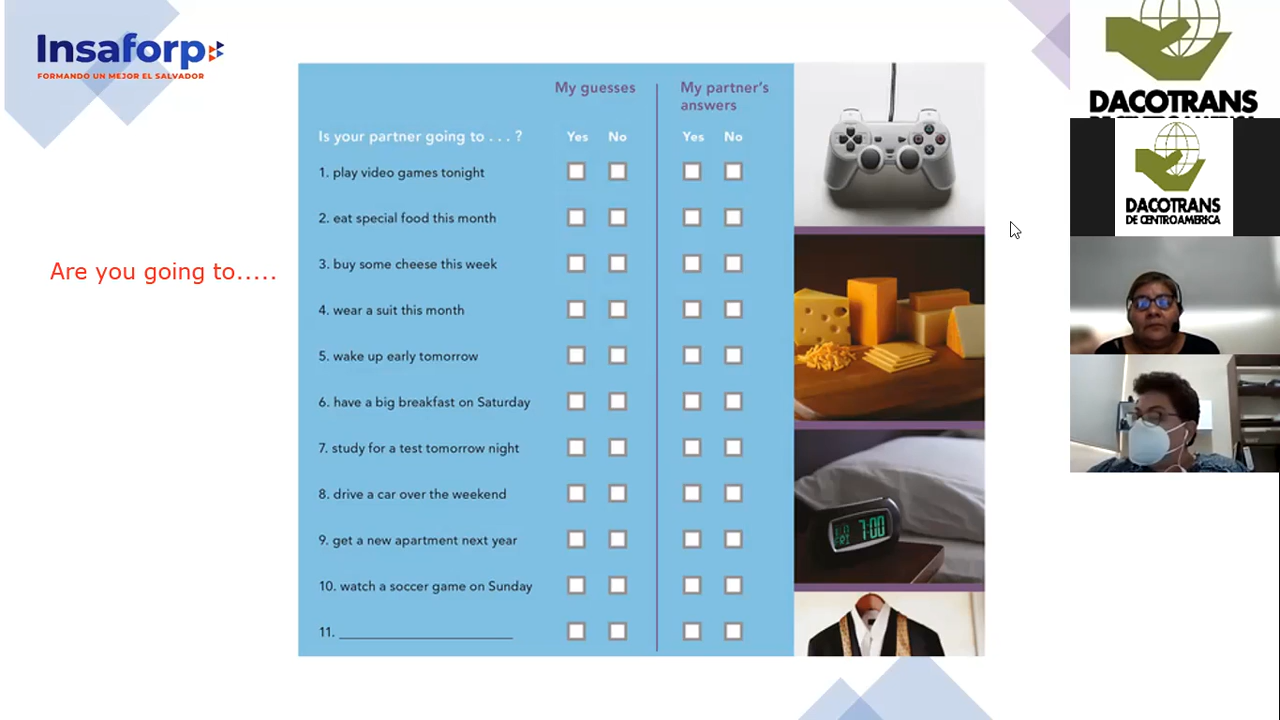 Insaforp
FORMANDO UN MEJOR EL SALVADOR
Are you going to.....
My guesses
My partner's
answers
Is your partner going to . . . ?
Yes No Yes No
1. play video games tonight
2. eat special food this month
3. buy some cheese this week
4. wear a suit this month
5. wake up early tomorrow
6. have a big breakfast on Saturday
7. study for a test tomorrow night
8. drive a car over the weekend
9. get a new apartment next year
10. watch a soccer game on Sunday
11. ____________________
7:00
DACOTRANS
DACOTRANS
DE CENTROAMERICA